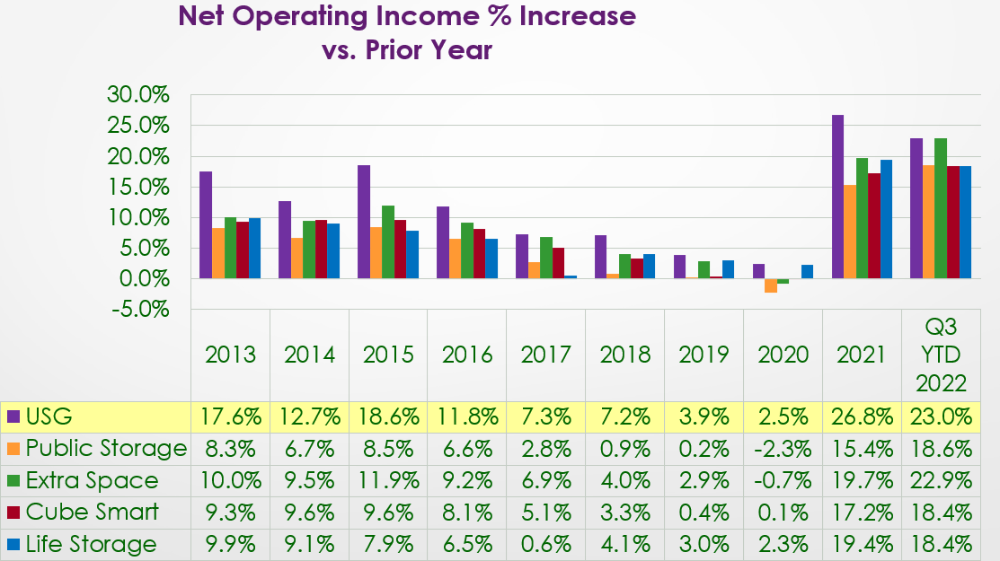 Net Operating Income % Increase
vs. Prior Year
30.0%
25.0%
20.0%
15.0%
10.0%
5.0%
0.0%
-5.0%
2013 2014 2015 2016 2017 2018 2019 2020 2021 Q3 YTD 2022
USG 17.6% 12.7% 18.6% 11.8% 7.3% 7.2% 3.9% 2.5% 26.8% 23.0%
Public Storage 8.3% 6.7% 8.5% 6.6% 2.8% 0.9% 0.2% -2.3% 15.4% 18.6%
Extra Space 10.0% 9.5% 11.9% 9.2% 6.9% 4.0% 2.9% -0.7% 19.7% 22.9%
Cube Smart 9.3% 9.6% 9.6% 8.1% 5.1% 3.3% 0.4% 0.1% 17.2% 18.4%
Life Storage 9.9% 9.1% 7.9% 6.5% 0.6% 4.1% 3.0% 2.3% 19.4% 18.4%